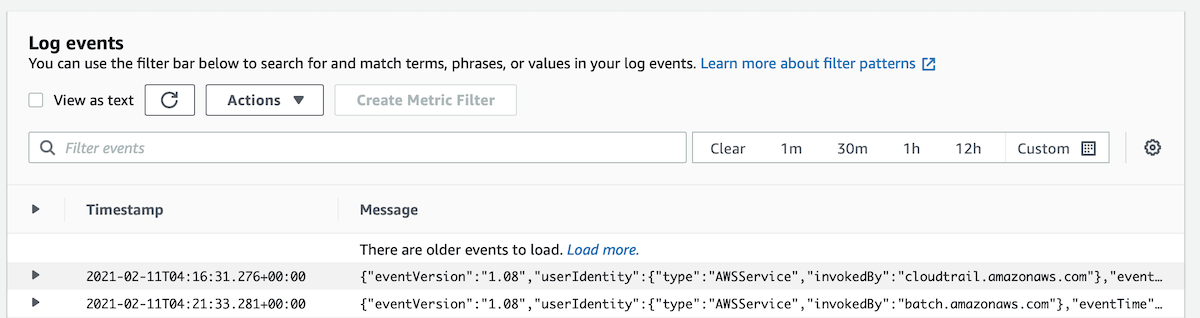 Log events
You can use the filter bar below to search for and match terms, phrases, or values in your log events. Learn more about filter patterns
View as text Actions Create Metric Filter
Filter events Clear 1m 30m 1h 12h Custom
Timestamp Message
There are older events to load. Load more.
2021-02-11T04:16:31.276+00:00 {"eventVersion":"1.08","userIdentity":{"type":"AWSService","invokedBy":"cloudtrail.amazonaws.com"},"event…
2021-02-11T04:21:33.281+00:00 {"eventVersion":"1.08","userIdentity":{"type":"AWSService","invokedBy":"batch.amazonaws.com"},"eventTime"…